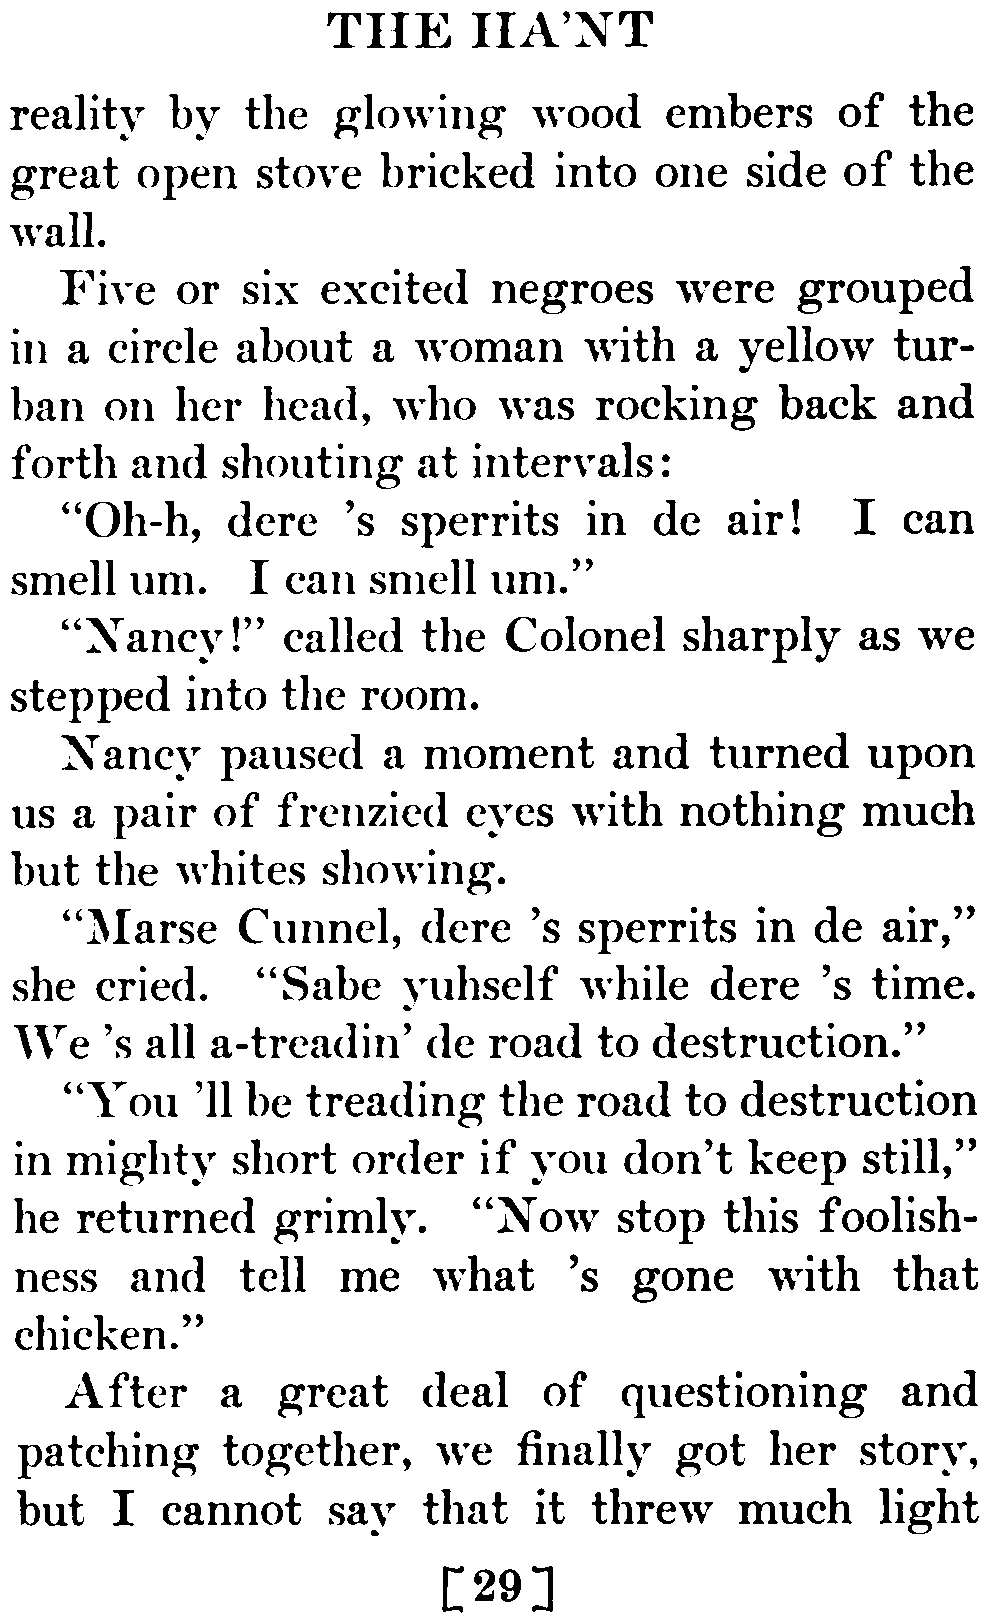 THE HA'NT
reality by the glowing wood embers of the
great open stove bricked into one side of the
wall.
Five or six excited negroes were grouped
in a circle about a woman with a yellow tur-
ban on her head, who was rocking back and
forth and shouting at intervals:
“Oh-h, dere 's sperrits in de air! I can
smell um. I can smell um.”
“Nancy!” called the Colonel sharply as we
stepped into the room.
Nancy paused a moment and turned upon
us a pair of frenzied eyes with nothing much
but the whites showing.
“Marse Cunnel, dere 's sperrits in de air,”
she cried. “Sabe yuhself while dere 's time.
We 's all a-treadin' de road to destruction.”
“You 'll be treading the road to destruction
in mighty short order if you don't keep still,”
he returned grimly. “Now stop this foolish-
ness and tell me what 's gone with that
chicken.”
After a great deal of questioning and
patching together, we finally got her story,
but I cannot say that it threw much light
[29]